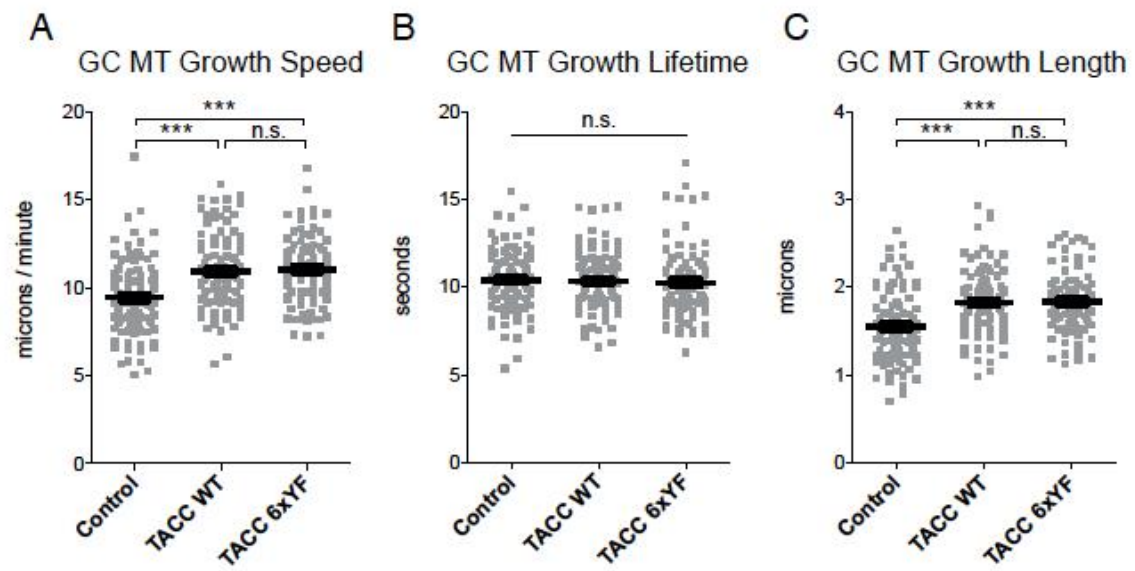 A
GC MT Growth Speed
***
*** n.s.
20
15
10
5
0
microns / minute
Control
TACC WT
TACC 6xYF
B
GC MT Growth Lifetime
n.s.
20
15
10
5
0
seconds
Control
TACC WT
TACC 6xYF
C
GC MT Growth Length
***
*** n.s.
4
3
2
1
0
microns
Control
TACC WT
TACC 6xYF